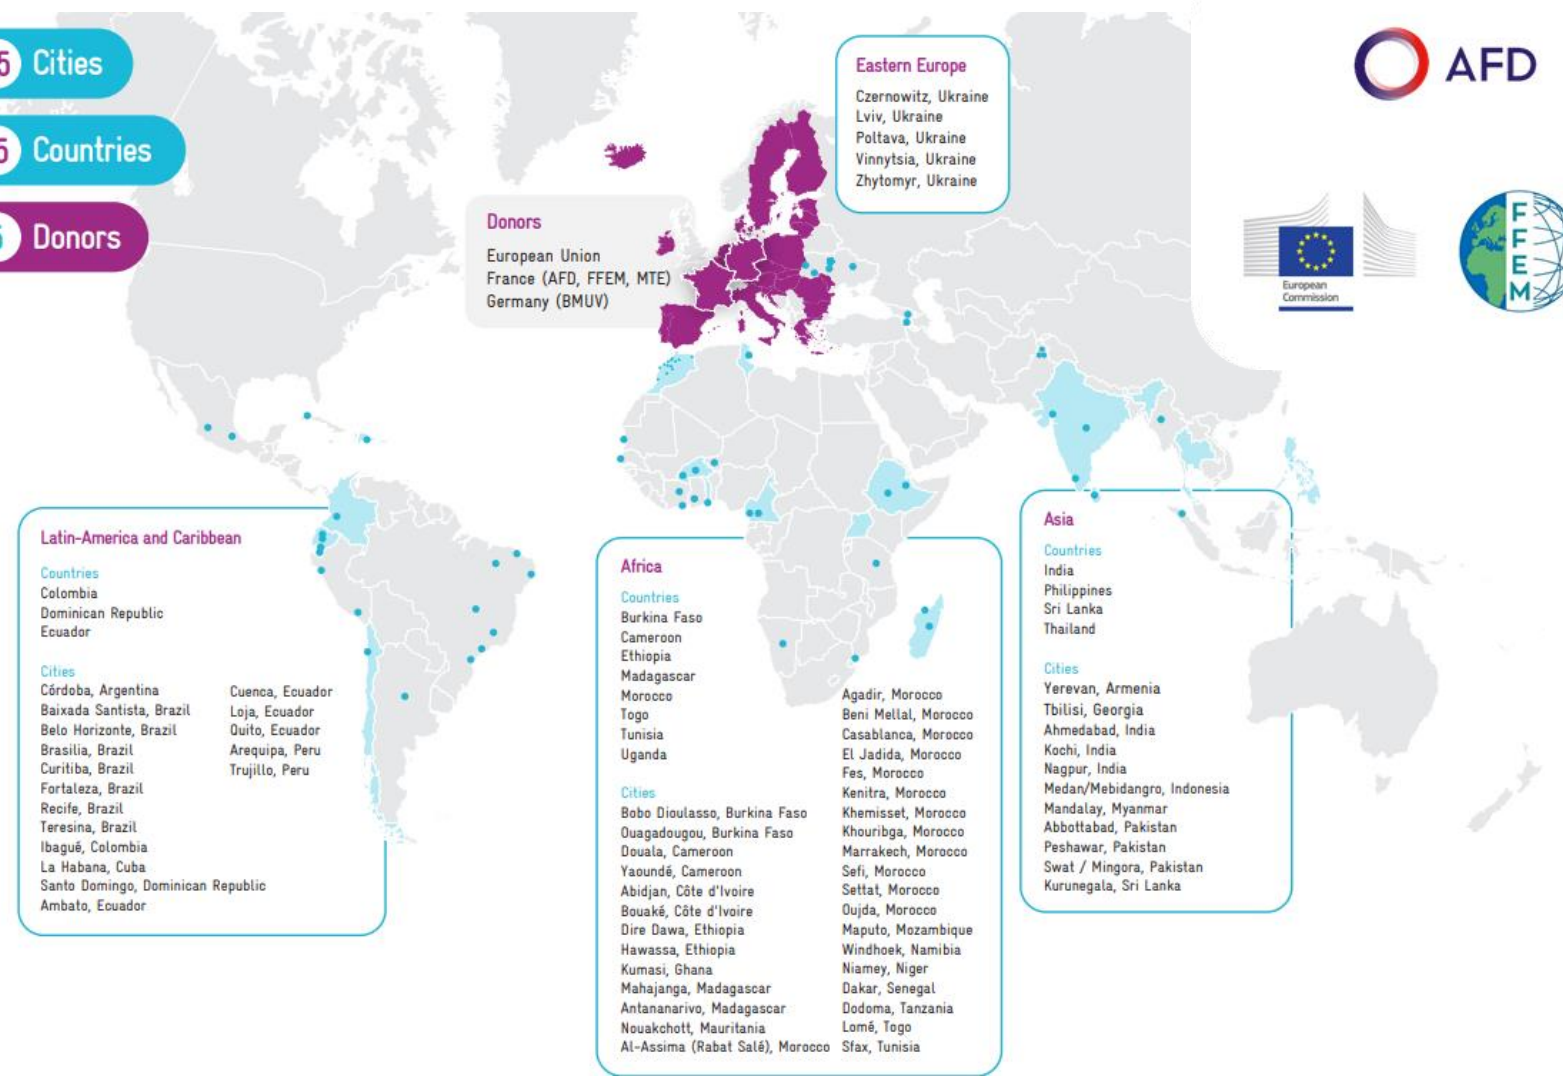 5 Cities
5 Countries
Donors
Eastern Europe
Czernowitz, Ukraine
Lviv, Ukraine
Poltava, Ukraine
Vinnytsia, Ukraine
Zhytomyr, Ukraine
AFD
European
Commission
F
F
E
M
Donors
European Union
France (AFD, FFEM, MTE)
Germany (BMUV)
Latin-America and Caribbean
Countries
Colombia
Dominican Republic
Ecuador
Cities
Córdoba, Argentina
Baixada Santista, Brazil
Belo Horizonte, Brazil
Brasilia, Brazil
Curitiba, Brazil
Fortaleza, Brazil
Recife, Brazil
Teresina, Brazil
Ibagué, Colombia
La Habana, Cuba
Santo Domingo, Dominican Republic
Ambato, Ecuador
Cuenca, Ecuador
Loja, Ecuador
Quito, Ecuador
Arequipa, Peru
Trujillo, Peru
Africa
Countries
Burkina Faso
Cameroon
Ethiopia
Madagascar
Morocco
Togo
Tunisia
Uganda
Cities
Bobo Dioulasso, Burkina Faso
Ouagadougou, Burkina Faso
Douala, Cameroon
Yaoundé, Cameroon
Abidjan, Côte d'Ivoire
Bouaké, Côte d'Ivoire
Dire Dawa, Ethiopia
Hawassa, Ethiopia
Kumasi, Ghana
Mahajanga, Madagascar
Antananarivo, Madagascar
Nouakchott, Mauritania
Al-Assima (Rabat Salé), Morocco
Agadir, Morocco
Beni Mellal, Morocco
Casablanca, Morocco
El Jadida, Morocco
Fes, Morocco
Kenitra, Morocco
Khemisset, Morocco
Khouribga, Morocco
Marrakech, Morocco
Sefi, Morocco
Settat, Morocco
Oujda, Morocco
Maputo, Mozambique
Windhoek, Namibia
Niamey, Niger
Dakar, Senegal
Dodoma, Tanzania
Lomé, Togo
Sfax, Tunisia
Asia
Countries
India
Philippines
Sri Lanka
Thailand
Cities
Yerevan, Armenia
Tbilisi, Georgia
Ahmedabad, India
Kochi, India
Nagpur, India
Medan/Mebidangro, Indonesia
Mandalay, Myanmar
Abbottabad, Pakistan
Peshawar, Pakistan
Swat / Mingora, Pakistan
Kurunegala, Sri Lanka